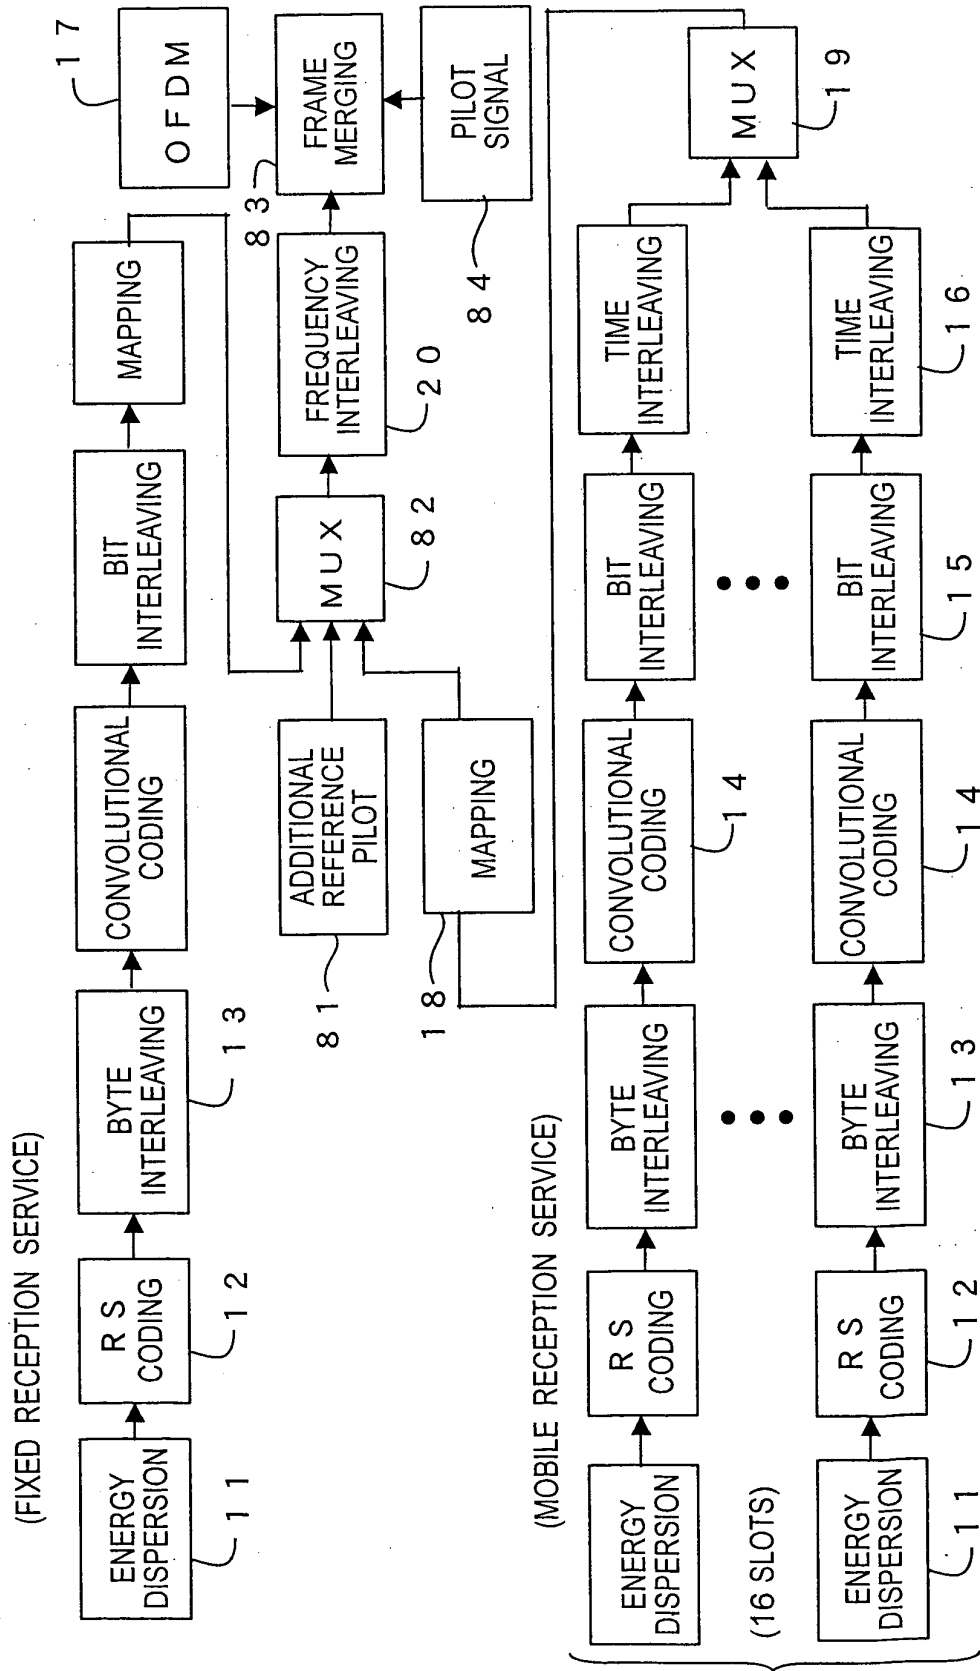 (FIXED RECEPTION SERVICE)
ENERGY
DISPERSION
11
RS
CODING
12
BYTE
INTERLEAVING
13
CONVOLUTIONAL
CODING
BIT
INTERLEAVING
MAPPING
OFDM
17
ADDITIONAL
REFERENCE
PILOT
81
MUX
82
FREQUENCY
INTERLEAVING
20
FRAME
MERGING
83
PILOT
SIGNAL
84
MAPPING
18
(MOBILE RECEPTION SERVICE)
ENERGY
DISPERSION
RS
CODING
BYTE
INTERLEAVING
CONVOLUTIONAL
CODING
14
BIT
INTERLEAVING
TIME
INTERLEAVING
MUX
19
(16 SLOTS)
ENERGY
DISPERSION
11
RS
CODING
12
BYTE
INTERLEAVING
13
CONVOLUTIONAL
CODING
14
BIT
INTERLEAVING
15
TIME
INTERLEAVING
16